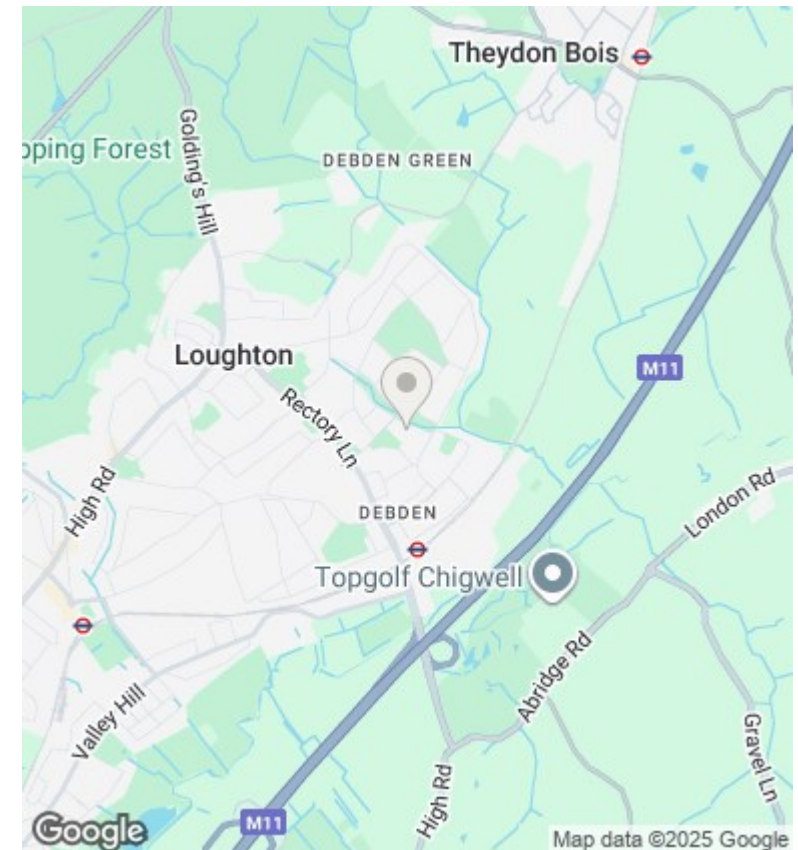 Theydon Bois
pping Forest
Golding's Hill
DEBDEN GREEN
Loughton
M11
Rectory Ln
High Rd
London Rd
DEBDEN
Topgolf Chigwell
Abridge Rd
Valley Hill
Gravel Ln
High Rd
M11
Google
Map data ©2025 Google